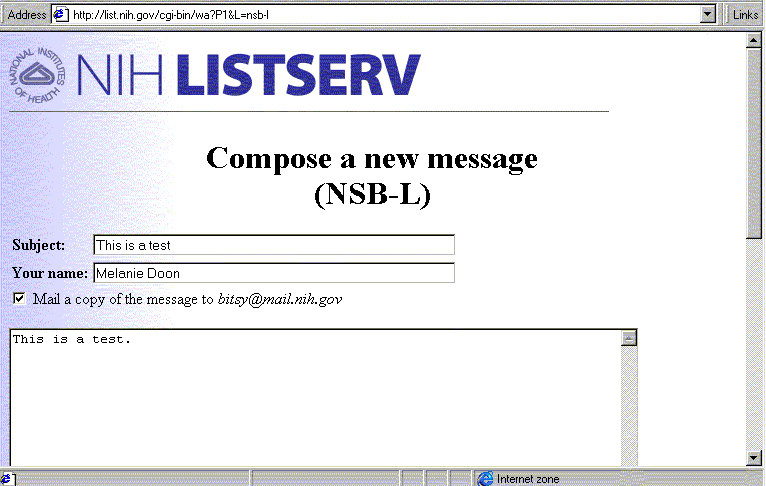 Address http://list.nih.gov/cgi-bin/wa?P1&L=nsb-l Links
NATIONAL INSTITUTES OF HEALTH
NIH LISTSERV
Compose a new message
(NSB-L)
Subject: This is a test
Your name: Melanie Doon
Mail a copy of the message to bitsy@mail.nih.gov
This is a test.
Internet zone